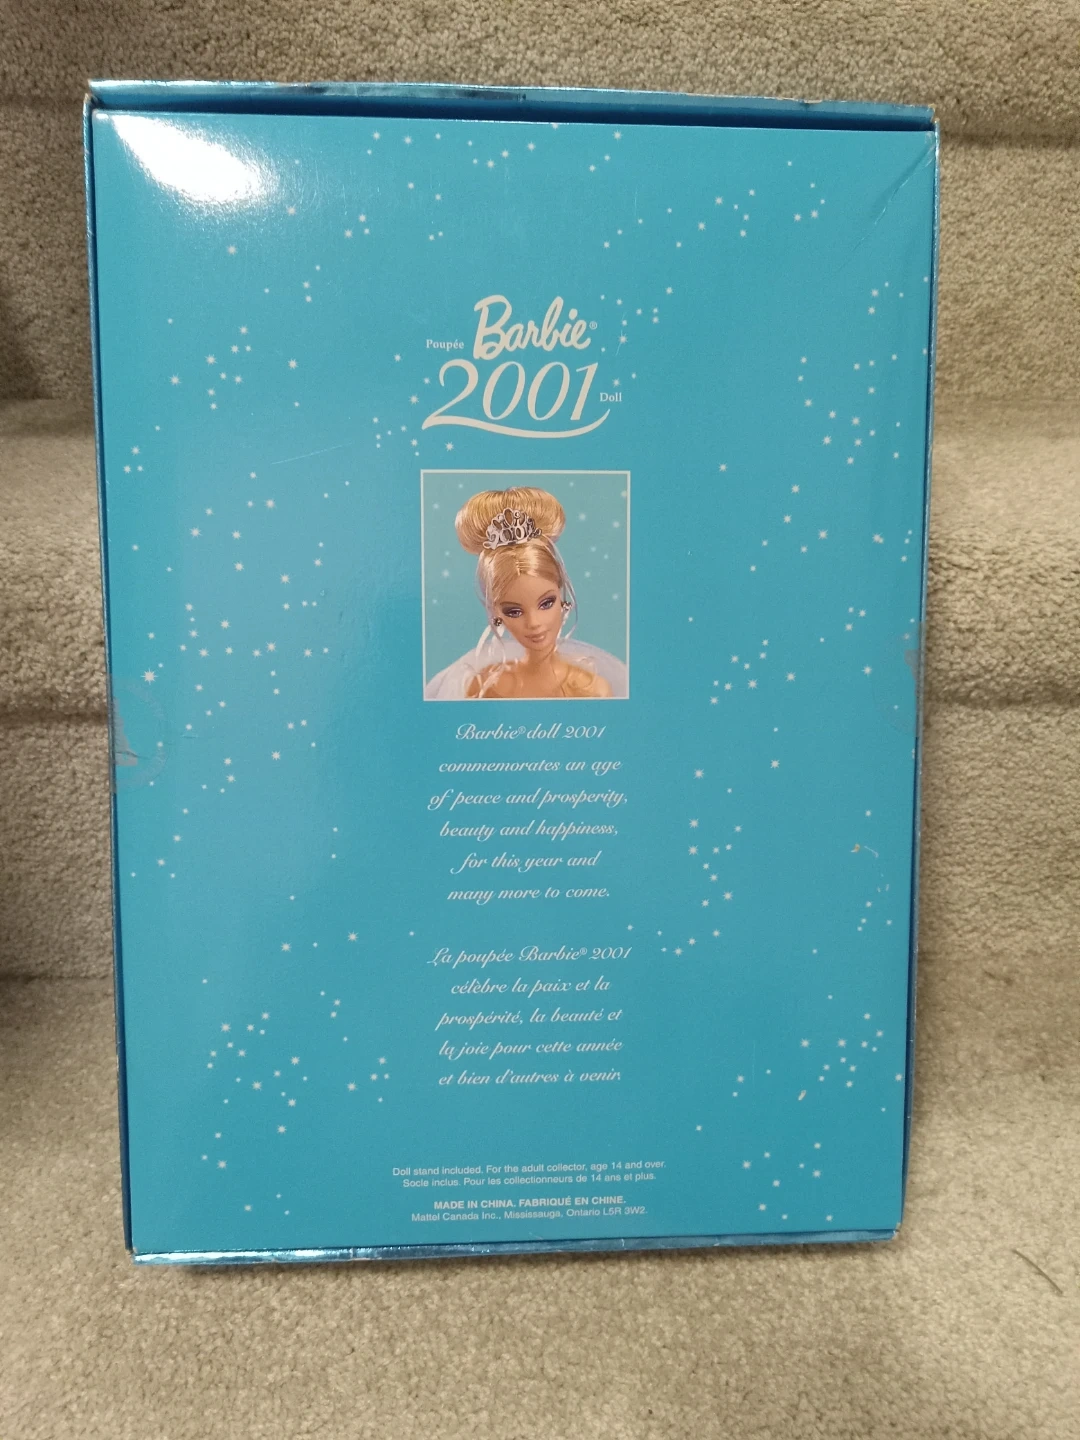 Poupée Barbie®
2001 Doll
2001
Barbie® doll 2001
commemorates an age
of peace and prosperity,
beauty and happiness,
for this year and
many more to come.
La poupée Barbie® 2001
célèbre la paix et la
prospérité, la beauté et
la joie pour cette année
et bien d'autres à venir.
Doll stand included. For the adult collector, age 14 and over.
Socle inclus. Pour les collectionneurs de 14 ans et plus.
MADE IN CHINA. FABRIQUÉ EN CHINE.
Mattel Canada Inc., Mississauga, Ontario L5R 3W2.